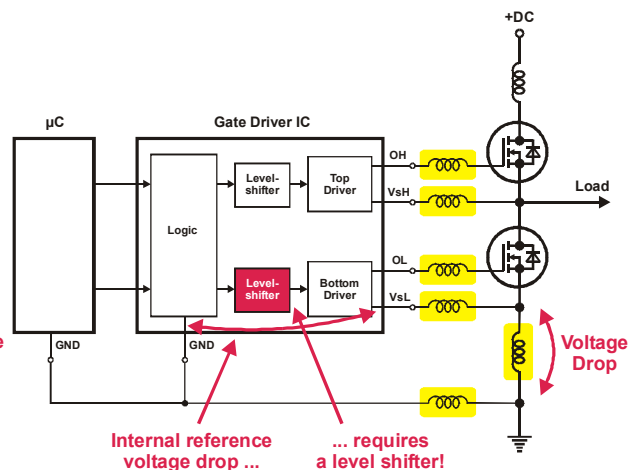 +DC
µC
Gate Driver IC
OH
Level-
shifter
Top
Driver
VsH
Load
Logic
OL
Level-
shifter
Bottom
Driver
VsL
e
GND
GND
Voltage
Drop
Internal reference
voltage drop ...
... requires
a level shifter!